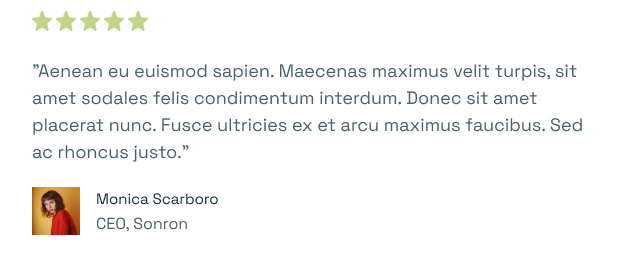 ”Aenean eu euismod sapien. Maecenas maximus velit turpis, sit
amet sodales felis condimentum interdum. Donec sit amet
placerat nunc. Fusce ultricies ex et arcu maximus faucibus. Sed
ac rhoncus justo.”
Monica Scarboro
CEO, Sonron